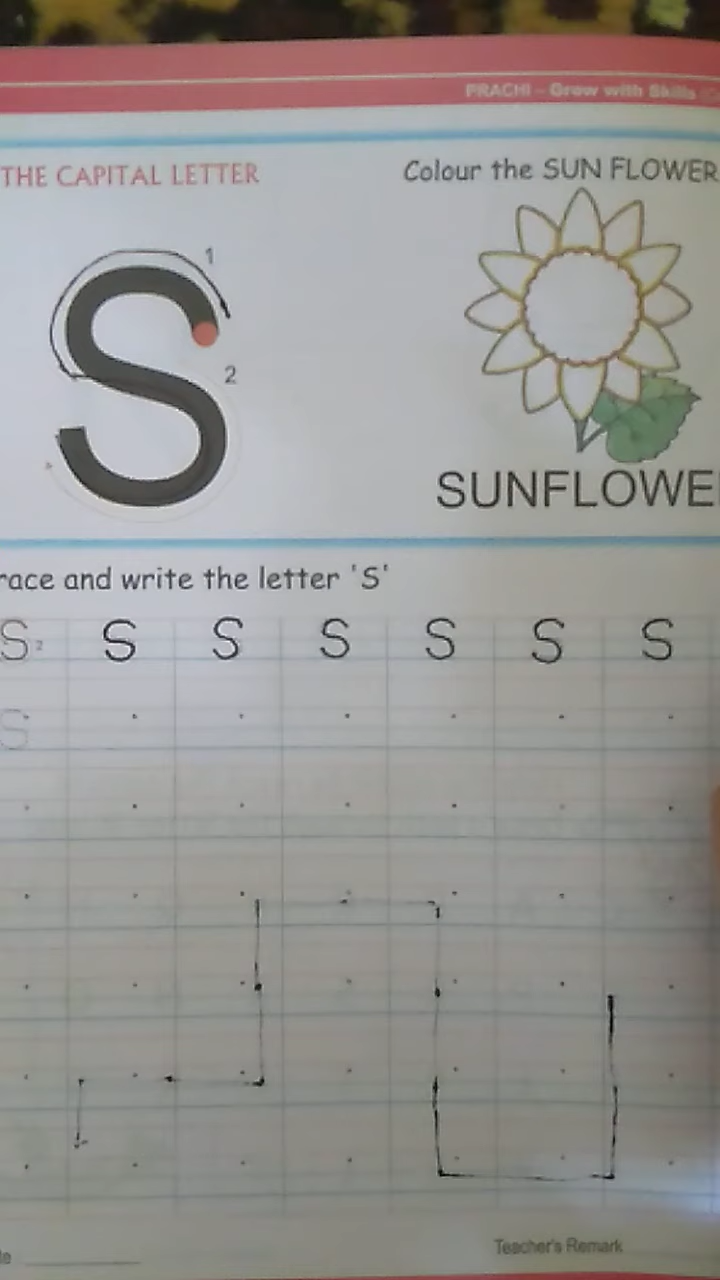 PRACHI - Grow with Skills
THE CAPITAL LETTER
Colour the SUN FLOWER
S
1
2
SUNFLOWE
race and write the letter 'S'
S 2 S S S S S S
S
Teacher's Remark